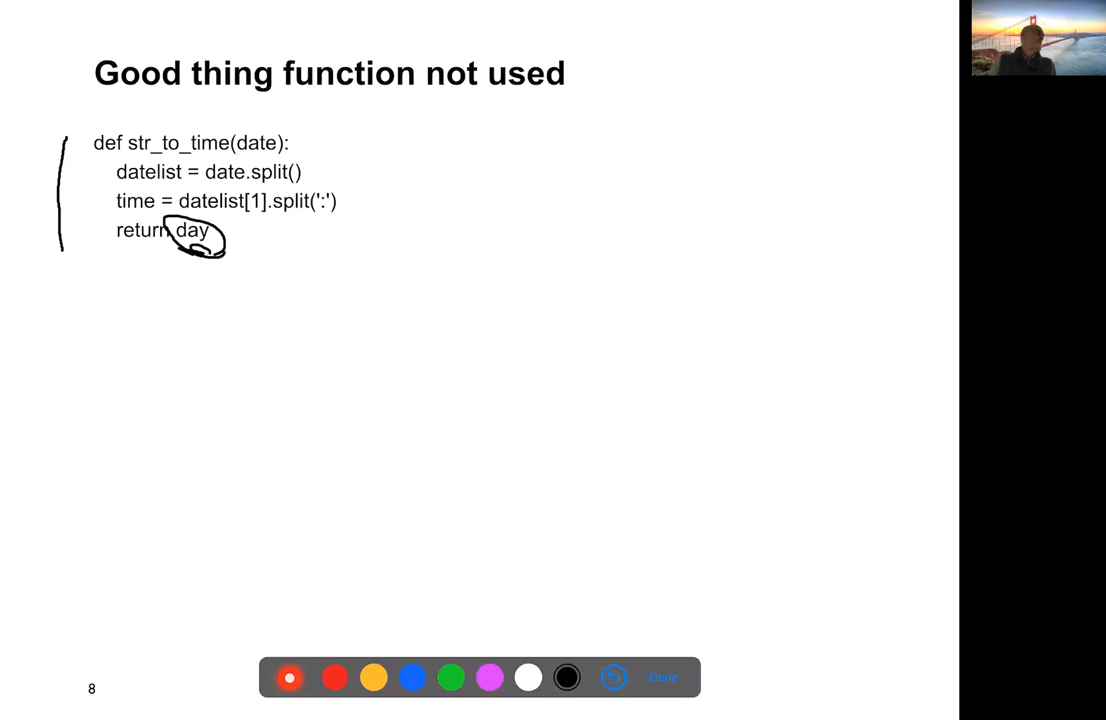 Good thing function not used
def str_to_time(date):
datelist = date.split()
time = datelist[1].split(':')
return day
8
Done